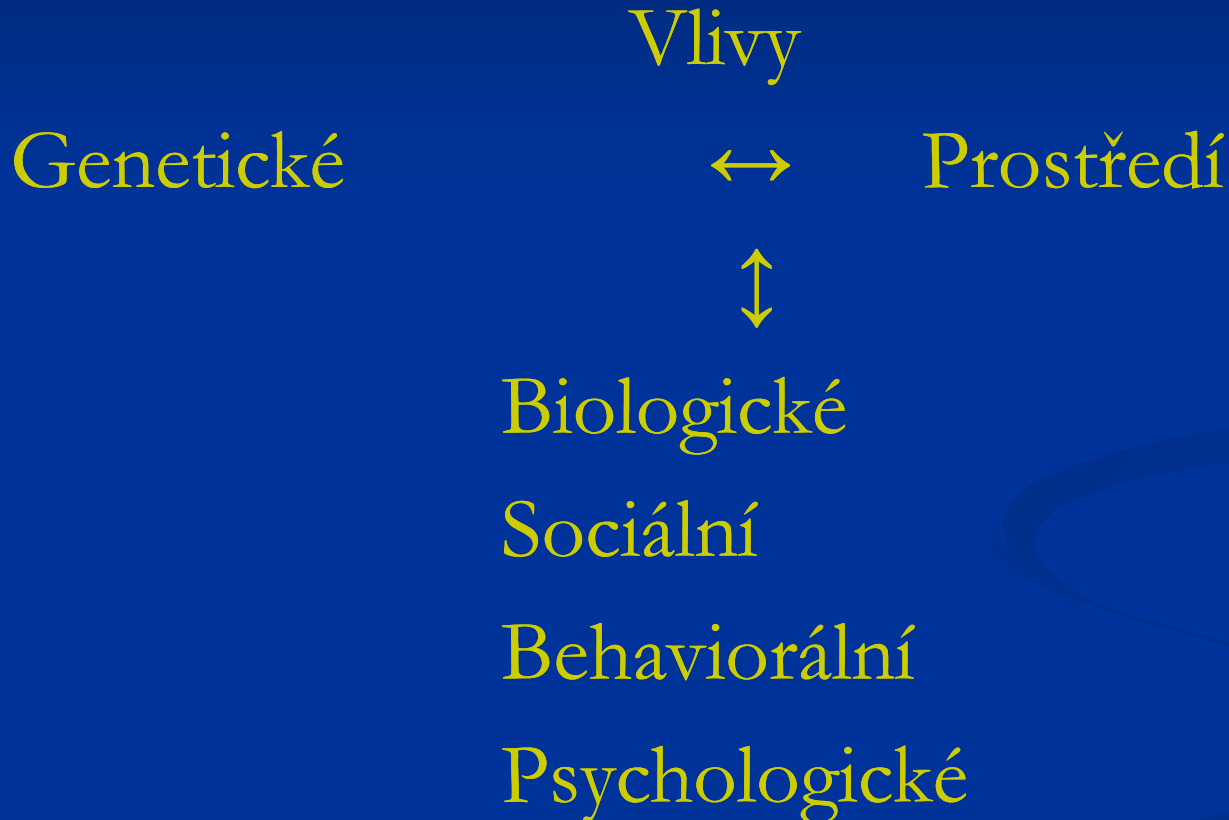 Vlivy
Genetické ↔ Prostředí
↕
Biologické
Sociální
Behaviorální
Psychologické